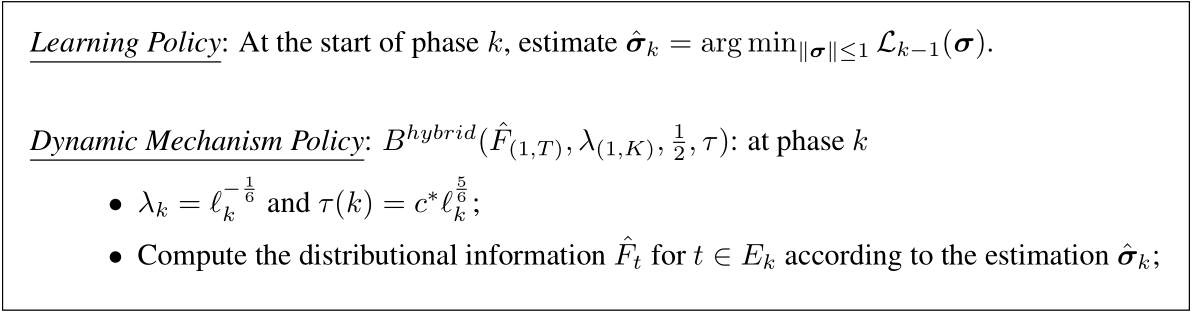 Learning Policy: At the start of phase $k$, estimate $\hat{\boldsymbol{\sigma}}_k = \arg\min_{\|\boldsymbol{\sigma}\| \leq 1} \mathcal{L}_{k-1}(\boldsymbol{\sigma})$.
Dynamic Mechanism Policy: $B^{hybrid}(\hat{F}_{(1,T)}, \lambda_{(1,K)}, \frac{1}{2}, \tau)$: at phase $k$
• $\lambda_k = \ell_k^{-\frac{1}{6}}$ and $\tau(k) = c^* \ell_k^{\frac{5}{6}}$;
• Compute the distributional information $\hat{F}_t$ for $t \in E_k$ according to the estimation $\hat{\boldsymbol{\sigma}}_k$;